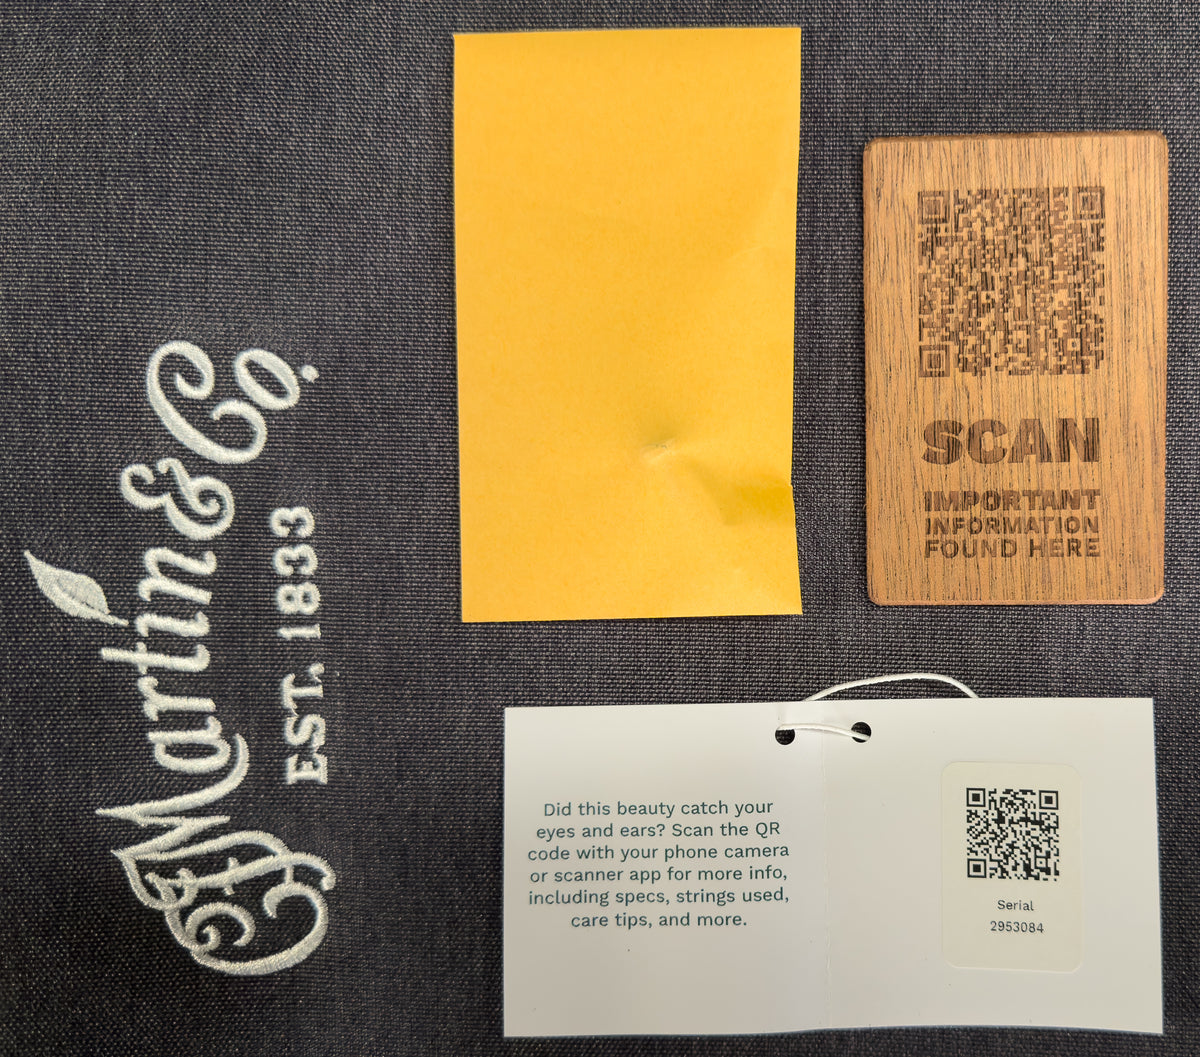 CF Martin & Co.
EST. 1833
SCAN
IMPORTANT
INFORMATION
FOUND HERE
Did this beauty catch your
eyes and ears? Scan the QR
code with your phone camera
or scanner app for more info,
including specs, strings used,
care tips, and more.
Serial
2953084